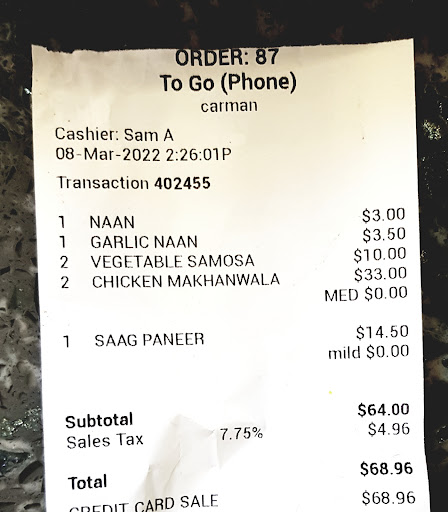 ORDER: 87
To Go (Phone)
carman
Cashier: Sam A
08-Mar-2022 2:26:01P
Transaction 402455
1 NAAN $3.00
1 GARLIC NAAN $3.50
2 VEGETABLE SAMOSA $10.00
2 CHICKEN MAKHANWALA $33.00
MED $0.00
1 SAAG PANEER $14.50
mild $0.00
Subtotal $64.00
Sales Tax 7.75% $4.96
Total $68.96
CREDIT CARD SALE $68.96